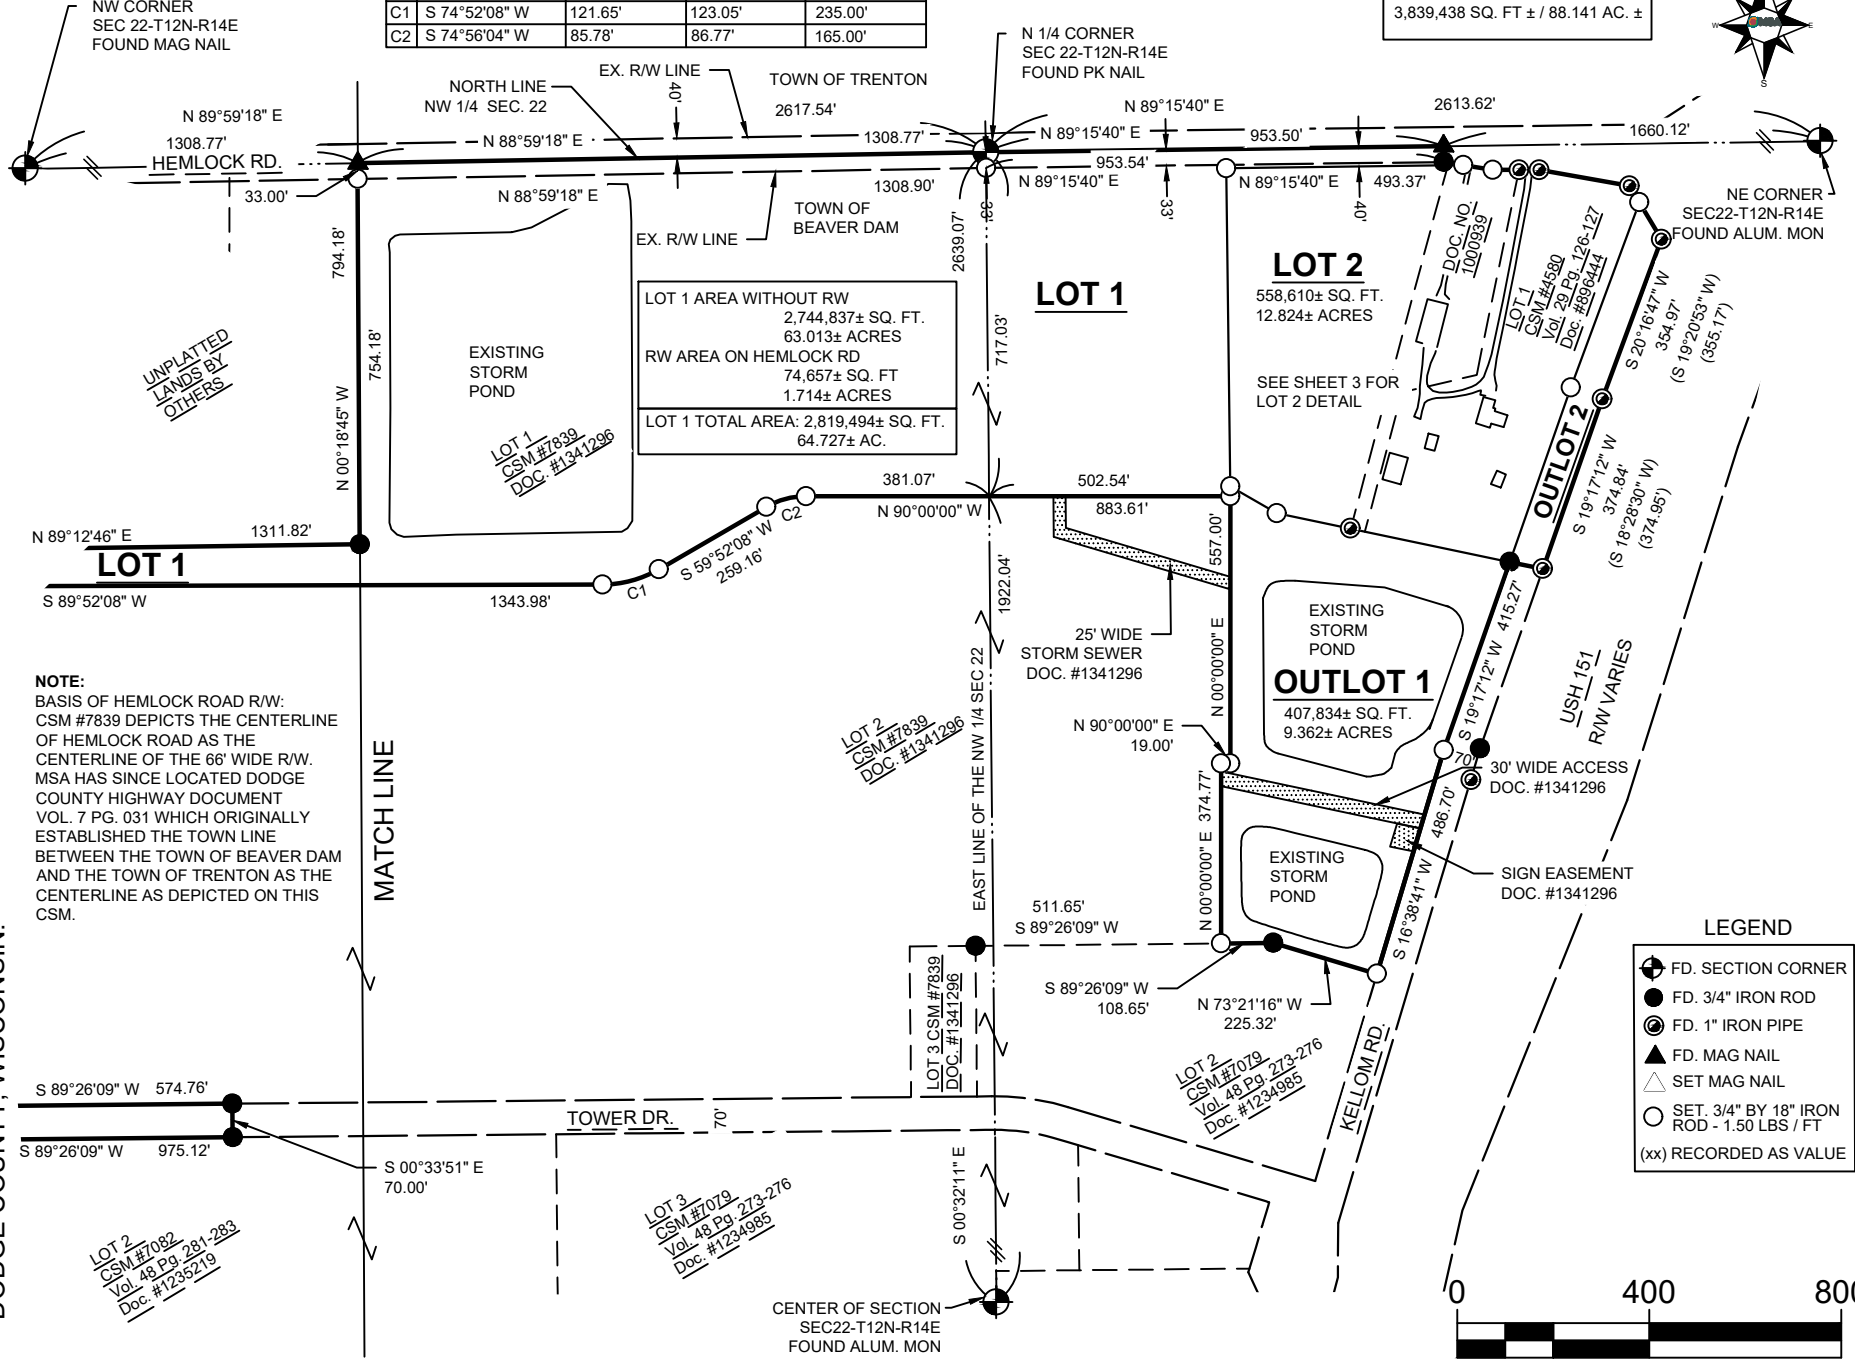 NW CORNER
SEC 22-T12N-R14E
FOUND MAG NAIL
C1 S 74°52'08" W 121.65' 123.05' 235.00'
C2 S 74°56'04" W 85.78' 86.77' 165.00'
N 1/4 CORNER
SEC 22-T12N-R14E
FOUND PK NAIL
3,839,438 SQ. FT ± / 88.141 AC. ±
W
E
S
NORTH LINE
NW 1/4 SEC. 22
EX. R/W LINE
40'
TOWN OF TRENTON
2617.54'
N 89°59'18" E
1308.77'
HEMLOCK RD.
N 88°59'18" E
1308.77'
N 89°15'40" E
N 89°15'40" E
953.50'
2613.62'
1660.12'
33.00'
N 88°59'18" E
1308.90'
953.54'
N 89°15'40" E
N 89°15'40" E
493.37'
33'
33'
40'
EX. R/W LINE
TOWN OF
BEAVER DAM
NE CORNER
SEC22-T12N-R14E
FOUND ALUM. MON
794.18'
754.18'
N 00°18'45" W
2639.07'
717.03'
UNPLATTED
LANDS BY
OTHERS
EXISTING
STORM
POND
LOT 1
CSM #7839
DOC. #1341296
LOT 1 AREA WITHOUT RW
2,744,837± SQ. FT.
63.013± ACRES
RW AREA ON HEMLOCK RD
74,657± SQ. FT
1.714± ACRES
LOT 1 TOTAL AREA: 2,819,494± SQ. FT.
64.727± AC.
LOT 1
LOT 2
558,610± SQ. FT.
12.824± ACRES
SEE SHEET 3 FOR
LOT 2 DETAIL
DOC. NO.
1000939
LOT 1
CSM #4580
Vol. 29 Pg. 126-127
Doc. #896444
S 20°16'47" W
354.97'
(S 19°20'53" W)
(355.17')
OUTLOT 2
S 19°17'12" W
374.84'
(S 18°28'30" W)
(374.95')
381.07'
N 90°00'00" W
502.54'
883.61'
N 89°12'46" E
1311.82'
LOT 1
S 89°52'08" W
1343.98'
C1
S 59°52'08" W
259.16'
C2
1922.04'
557.00'
N 00°00'00" E
25' WIDE
STORM SEWER
DOC. #1341296
EXISTING
STORM
POND
OUTLOT 1
407,834± SQ. FT.
9.362± ACRES
S 19°17'12" W 415.27'
USH 151
R/W VARIES
NOTE:
BASIS OF HEMLOCK ROAD R/W:
CSM #7839 DEPICTS THE CENTERLINE
OF HEMLOCK ROAD AS THE
CENTERLINE OF THE 66' WIDE R/W.
MSA HAS SINCE LOCATED DODGE
COUNTY HIGHWAY DOCUMENT
VOL. 7 PG. 031 WHICH ORIGINALLY
ESTABLISHED THE TOWN LINE
BETWEEN THE TOWN OF BEAVER DAM
AND THE TOWN OF TRENTON AS THE
CENTERLINE AS DEPICTED ON THIS
CSM.
MATCH LINE
LOT 2
CSM #7839
DOC. #1341296
EAST LINE OF THE NW 1/4 SEC 22
N 90°00'00" E
19.00'
N 00°00'00" E 374.77'
70'
30' WIDE ACCESS
DOC. #1341296
486.70'
S 16°38'41" W
EXISTING
STORM
POND
SIGN EASEMENT
DOC. #1341296
511.65'
S 89°26'09" W
S 89°26'09" W
108.65'
N 73°21'16" W
225.32'
LOT 3 CSM #7839
DOC. #1341296
LOT 2
CSM #7079
Vol. 48 Pg. 273-276
Doc. #1234985
KELLOM RD.
LEGEND
FD. SECTION CORNER
FD. 3/4" IRON ROD
FD. 1" IRON PIPE
FD. MAG NAIL
SET MAG NAIL
SET. 3/4" BY 18" IRON
ROD - 1.50 LBS / FT
(xx) RECORDED AS VALUE
S 89°26'09" W 574.76'
S 89°26'09" W 975.12'
S 00°33'51" E
70.00'
TOWER DR.
70'
LOT 2
CSM #7082
Vol. 48 Pg. 281-283
Doc. #1235219
LOT 3
CSM #7079
Vol. 48 Pg. 273-276
Doc. #1234985
S 00°32'11" E
CENTER OF SECTION
SEC22-T12N-R14E
FOUND ALUM. MON
0 400